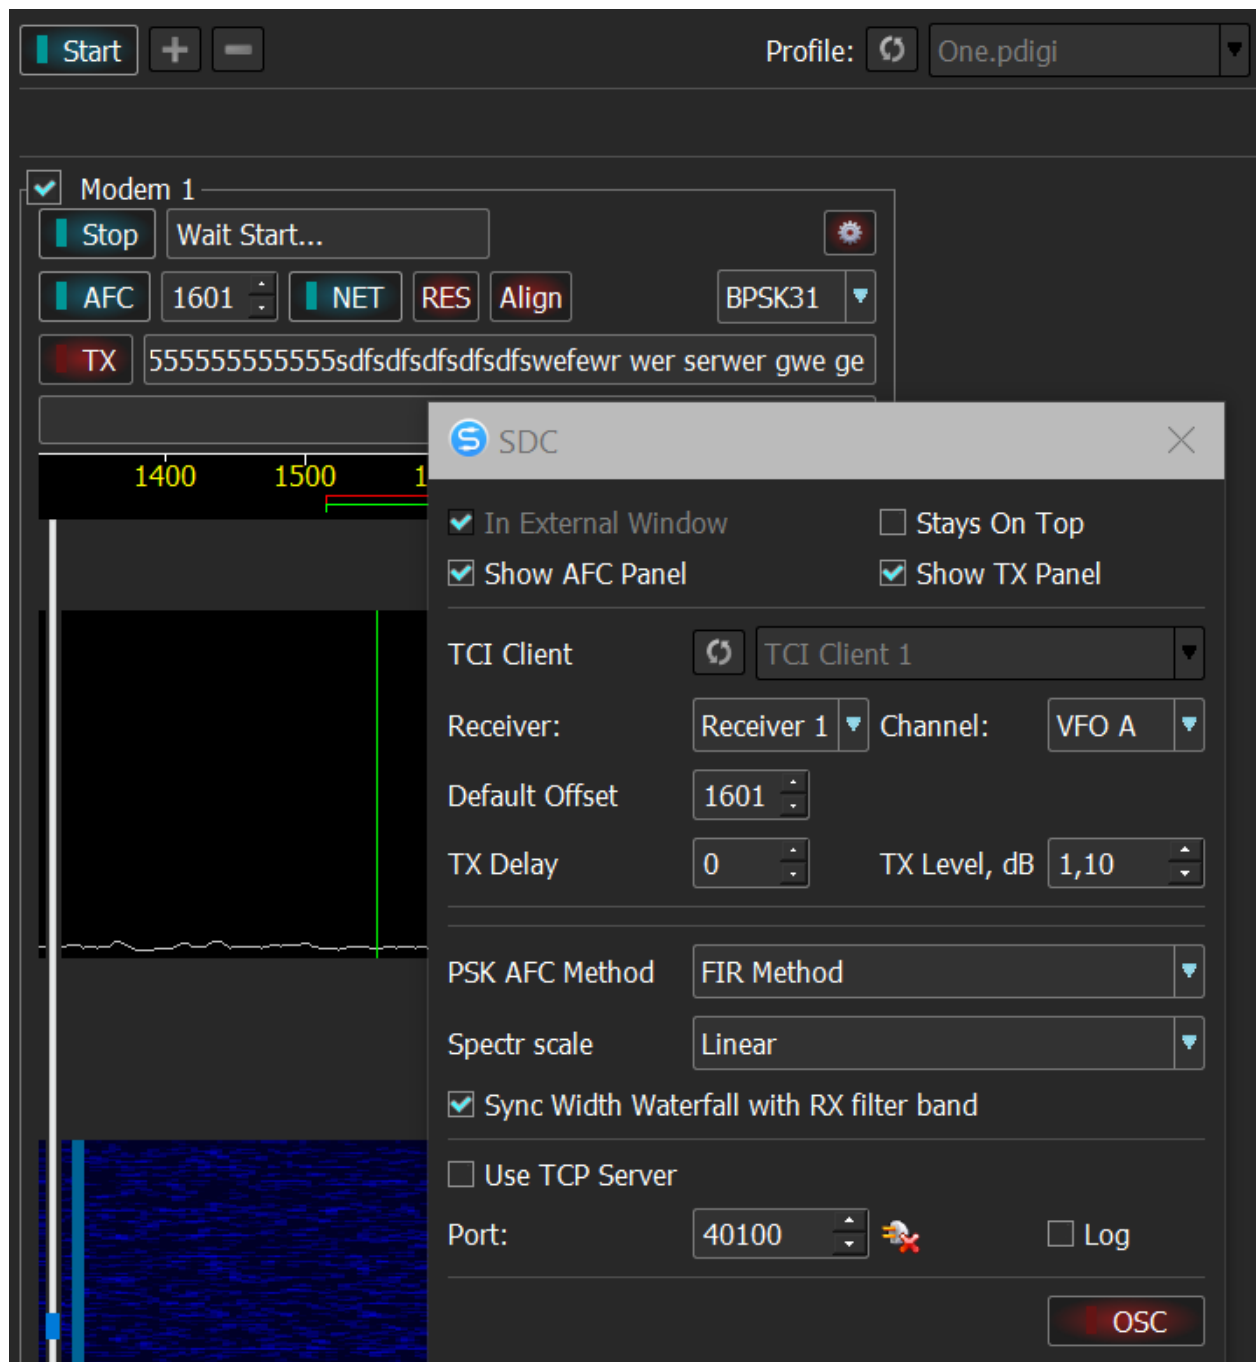 Start + − Profile: One.pdigi
Modem 1
Stop Wait Start...
AFC 1601 NET RES Align BPSK31
TX 555555555555sdfsdfsdfsdfsdfswefewr wer serwer gwe ge
1400 1500 1
SDC
In External Window Stays On Top
Show AFC Panel Show TX Panel
TCI Client TCI Client 1
Receiver: Receiver 1 Channel: VFO A
Default Offset 1601
TX Delay 0 TX Level, dB 1,10
PSK AFC Method FIR Method
Spectr scale Linear
Sync Width Waterfall with RX filter band
Use TCP Server
Port: 40100 Log
OSC